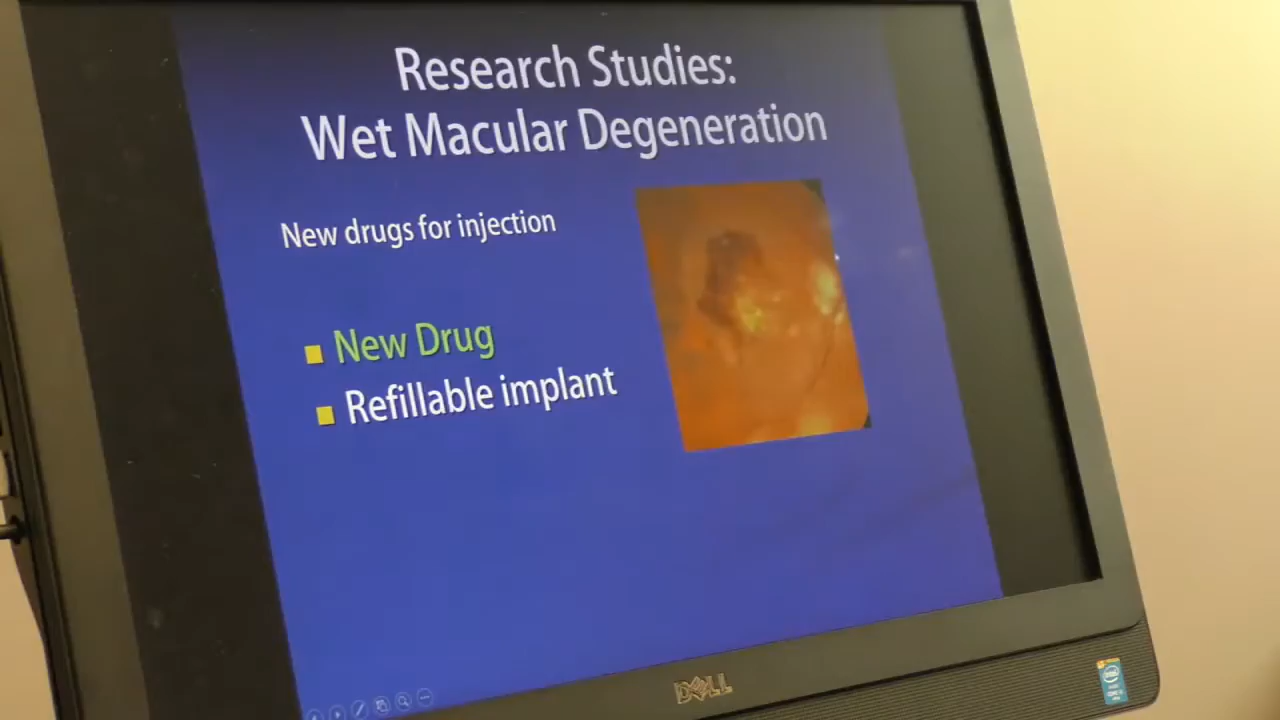 Research Studies:
Wet Macular Degeneration
New drugs for injection
New Drug
Refillable implant
DELL